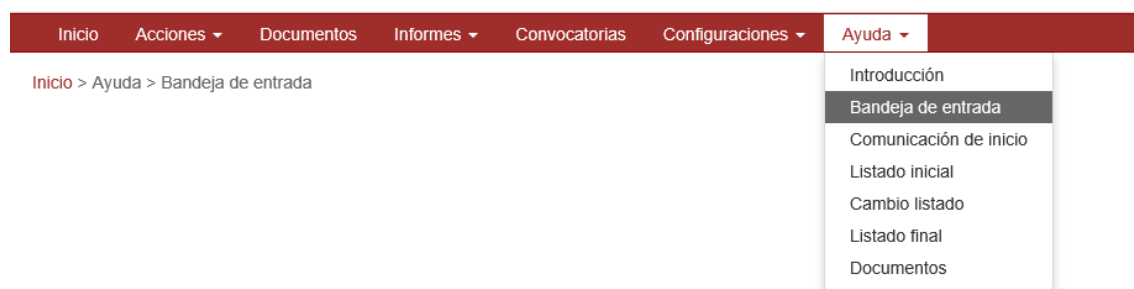 Inicio Acciones Documentos Informes Convocatorias Configuraciones Ayuda
Inicio > Ayuda > Bandeja de entrada
Introducción
Bandeja de entrada
Comunicación de inicio
Listado inicial
Cambio listado
Listado final
Documentos